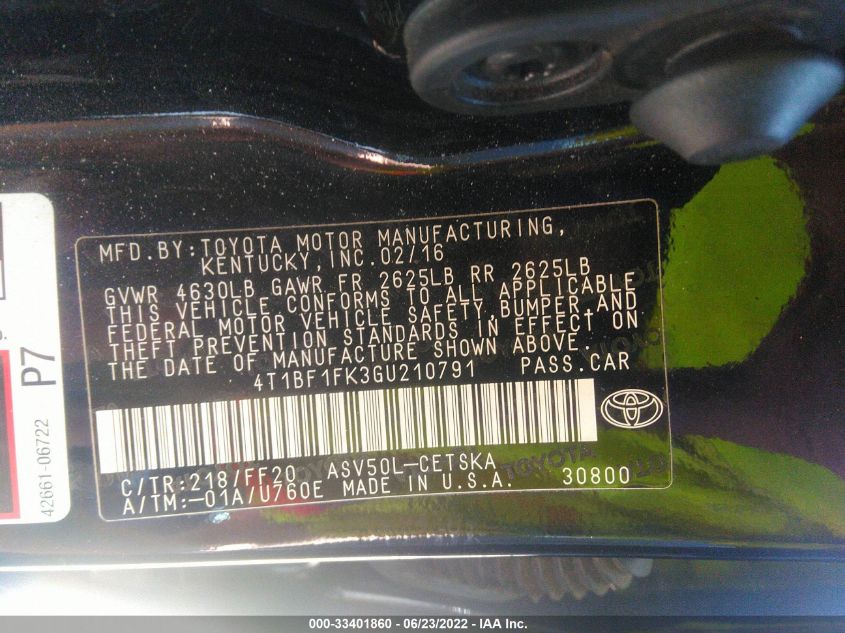 MFD.BY:TOYOTA MOTOR MANUFACTURING,
KENTUCKY,INC.02/16
GVWR 4630LB GAWR FR 2625LB RR 2625LB
THIS VEHICLE CONFORMS TO ALL APPLICABLE
FEDERAL MOTOR VEHICLE SAFETY,BUMPER,AND
THEFT PREVENTION STANDARDS IN EFFECT ON
THE DATE OF MANUFACTURE SHOWN ABOVE.
4T1BF1FK3GU210791 PASS.CAR
C/TR:218/FF20 ASV50L-CETSKA
A/TM:-01A/U760E MADE IN U.S.A. 30800
P7
42661-06722
000-33401860 - 06/23/2022 - IAA Inc.